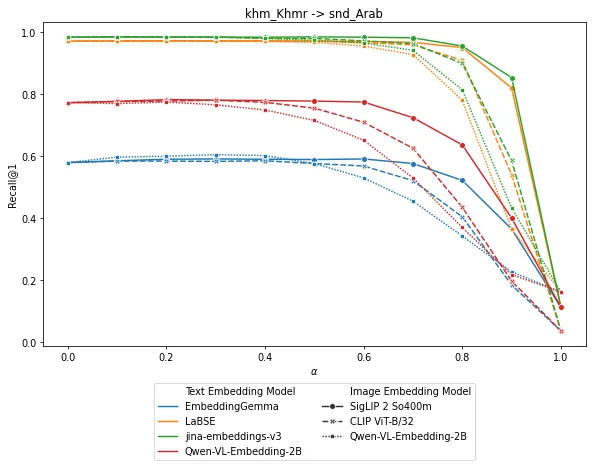 khm_Khmr -> snd_Arab
Recall@1
1.0
0.8
0.6
0.4
0.2
0.0
0.0 0.2 0.4 0.6 0.8 1.0
α
Text Embedding Model
EmbeddingGemma
LaBSE
jina-embeddings-v3
Qwen-VL-Embedding-2B
Image Embedding Model
SigLIP 2 So400m
CLIP ViT-B/32
Qwen-VL-Embedding-2B